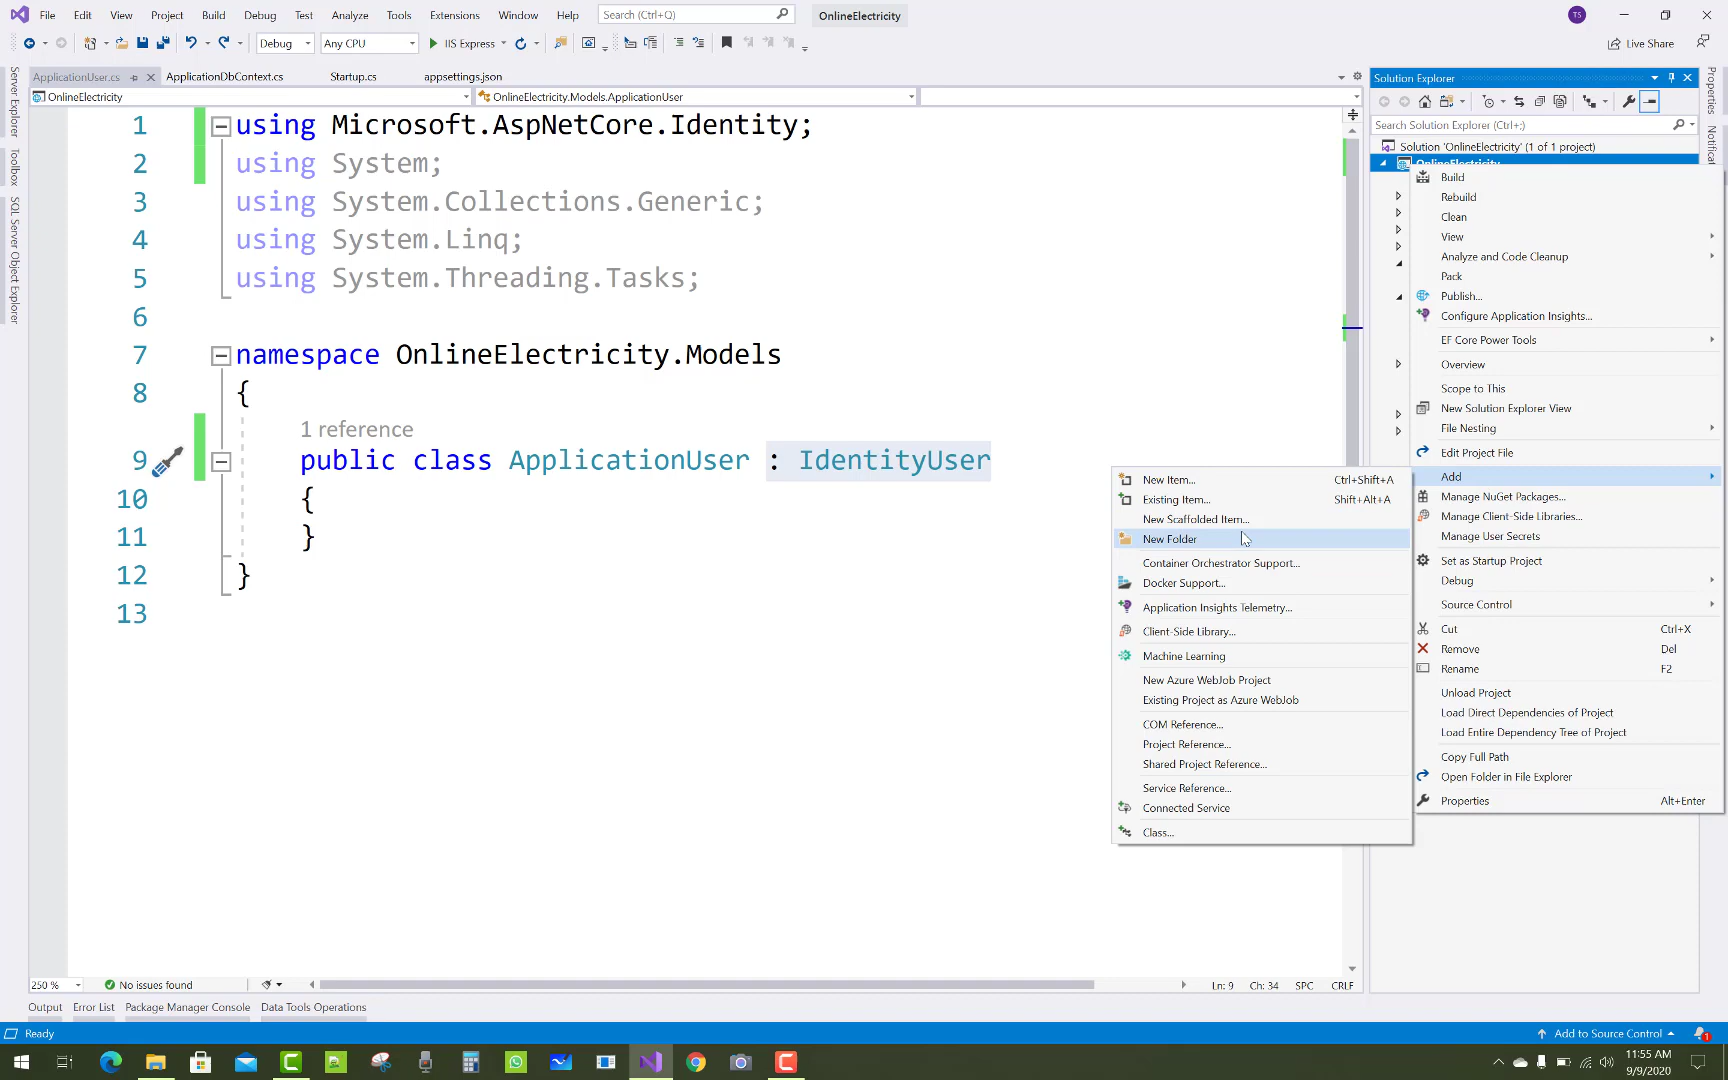 File Edit View Project Build Debug Test Analyze Tools Extensions Window Help Search (Ctrl+Q) OnlineElectricity TS
Debug Any CPU IIS Express Live Share
ApplicationUser.cs ApplicationDbContext.cs Startup.cs appsettings.json
OnlineElectricity OnlineElectricity.Models.ApplicationUser
Server Explorer
Toolbox
SQL Server Object Explorer
1 using Microsoft.AspNetCore.Identity;
2 using System;
3 using System.Collections.Generic;
4 using System.Linq;
5 using System.Threading.Tasks;
6
7 namespace OnlineElectricity.Models
8 {
1 reference
9 public class ApplicationUser : IdentityUser
10 {
11 }
12 }
13
Solution Explorer
Search Solution Explorer (Ctrl+;)
Solution 'OnlineElectricity' (1 of 1 project)
OnlineElectricity
Properties
Build
Rebuild
Clean
View
Analyze and Code Cleanup
Pack
Publish...
Configure Application Insights...
EF Core Power Tools
Overview
Scope to This
New Solution Explorer View
File Nesting
Edit Project File
Add
Manage NuGet Packages...
Manage Client-Side Libraries...
Manage User Secrets
Set as Startup Project
Debug
Source Control
Cut Ctrl+X
Remove Del
Rename F2
Unload Project
Load Direct Dependencies of Project
Load Entire Dependency Tree of Project
Copy Full Path
Open Folder in File Explorer
Properties Alt+Enter
New Item... Ctrl+Shift+A
Existing Item... Shift+Alt+A
New Scaffolded Item...
New Folder
Container Orchestrator Support...
Docker Support...
Application Insights Telemetry...
Client-Side Library...
Machine Learning
New Azure WebJob Project
Existing Project as Azure WebJob
COM Reference...
Project Reference...
Shared Project Reference...
Service Reference...
Connected Service
Class...
250 % No issues found Ln: 9 Ch: 34 SPC CRLF
Output Error List Package Manager Console Data Tools Operations
Ready Add to Source Control 1
11:55 AM
9/9/2020